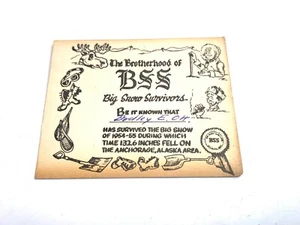 The Brotherhood of
BSS
Big Snow Survivors
BE IT KNOWN THAT
HAS SURVIVED THE BIG SNOW
OF 1954-55 DURING WHICH
TIME 132.6 INCHES FELL ON
THE ANCHORAGE, ALASKA AREA.
BSS